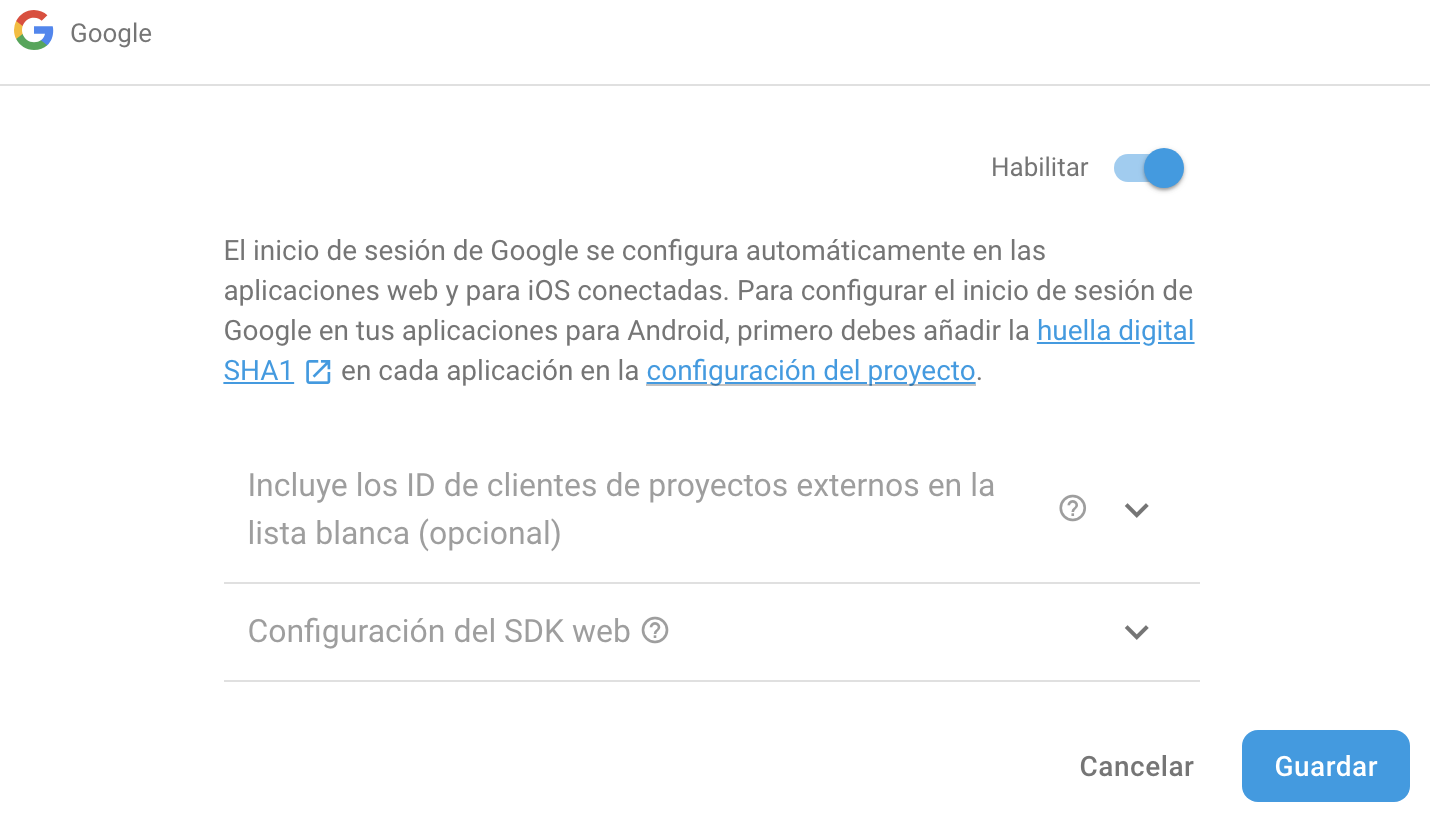 Google
Habilitar
El inicio de sesión de Google se configura automáticamente en las
aplicaciones web y para iOS conectadas. Para configurar el inicio de sesión de
Google en tus aplicaciones para Android, primero debes añadir la huella digital
SHA1 en cada aplicación en la configuración del proyecto.
Incluye los ID de clientes de proyectos externos en la
lista blanca (opcional)
Configuración del SDK web
Cancelar Guardar